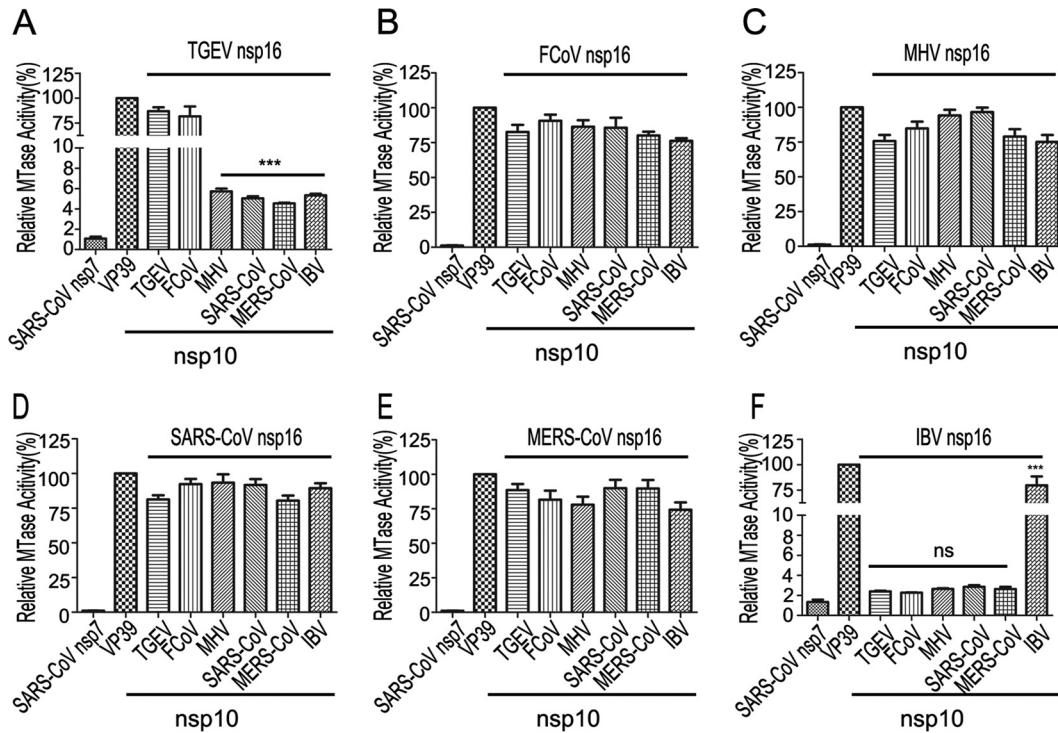 A
TGEV nsp16
Relative MTase Acitivity(%)
125
100
75
10
8
6
4
2
0
***
SARS-CoV nsp7
VP39
TGEV
FCoV
MHV
SARS-CoV
MERS-CoV
IBV
nsp10
B
FCoV nsp16
Relative MTase Acitivity(%)
125
100
75
50
25
0
SARS-CoV nsp7
VP39
TGEV
FCoV
MHV
SARS-CoV
MERS-CoV
IBV
nsp10
C
MHV nsp16
Relative MTase Acitivity(%)
125
100
75
50
25
0
SARS-CoV nsp7
VP39
TGEV
FCoV
MHV
SARS-CoV
MERS-CoV
IBV
nsp10
D
SARS-CoV nsp16
Relative MTase Acitivity(%)
125
100
75
50
25
0
SARS-CoV nsp7
VP39
TGEV
FCoV
MHV
SARS-CoV
MERS-CoV
IBV
nsp10
E
MERS-CoV nsp16
Relative MTase Acitivity(%)
125
100
75
50
25
0
SARS-CoV nsp7
VP39
TGEV
FCoV
MHV
SARS-CoV
MERS-CoV
IBV
nsp10
F
IBV nsp16
Relative MTase Acitivity(%)
125
100
75
10
8
6
4
2
0
***
ns
SARS-CoV nsp7
VP39
TGEV
FCoV
MHV
SARS-CoV
MERS-CoV
IBV
nsp10